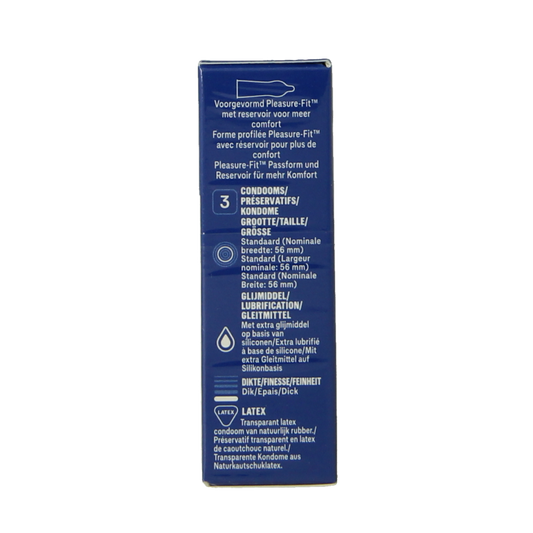 Voorgevormd Pleasure-Fit™
met reservoir voor meer
comfort
Forme profilée Pleasure-Fit™
avec réservoir pour plus de
confort
Pleasure-Fit™ Passform und
Reservoir für mehr Komfort
3
CONDOOMS/
PRÉSERVATIFS/
KONDOME
GROOTTE/TAILLE/
GRÖSSE
Standaard (Nominale
breedte: 56 mm)
Standard (Largeur
nominale: 56 mm)
Standard (Nominale
Breite: 56 mm)
GLIJMIDDEL/
LUBRIFICATION/
GLEITMITTEL
Met extra glijmiddel
op basis van
siliconen/Extra lubrifié
à base de silicone/Mit
extra Gleitmittel auf
Silikonbasis
DIKTE/FINESSE/FEINHEIT
Dik/Epais/Dick
LATEX
LATEX
Transparant latex
condoom van natuurlijk rubber./
Préservatif transparent en latex
de caoutchouc naturel./
Transparente Kondome aus
Naturkautschuklatex.